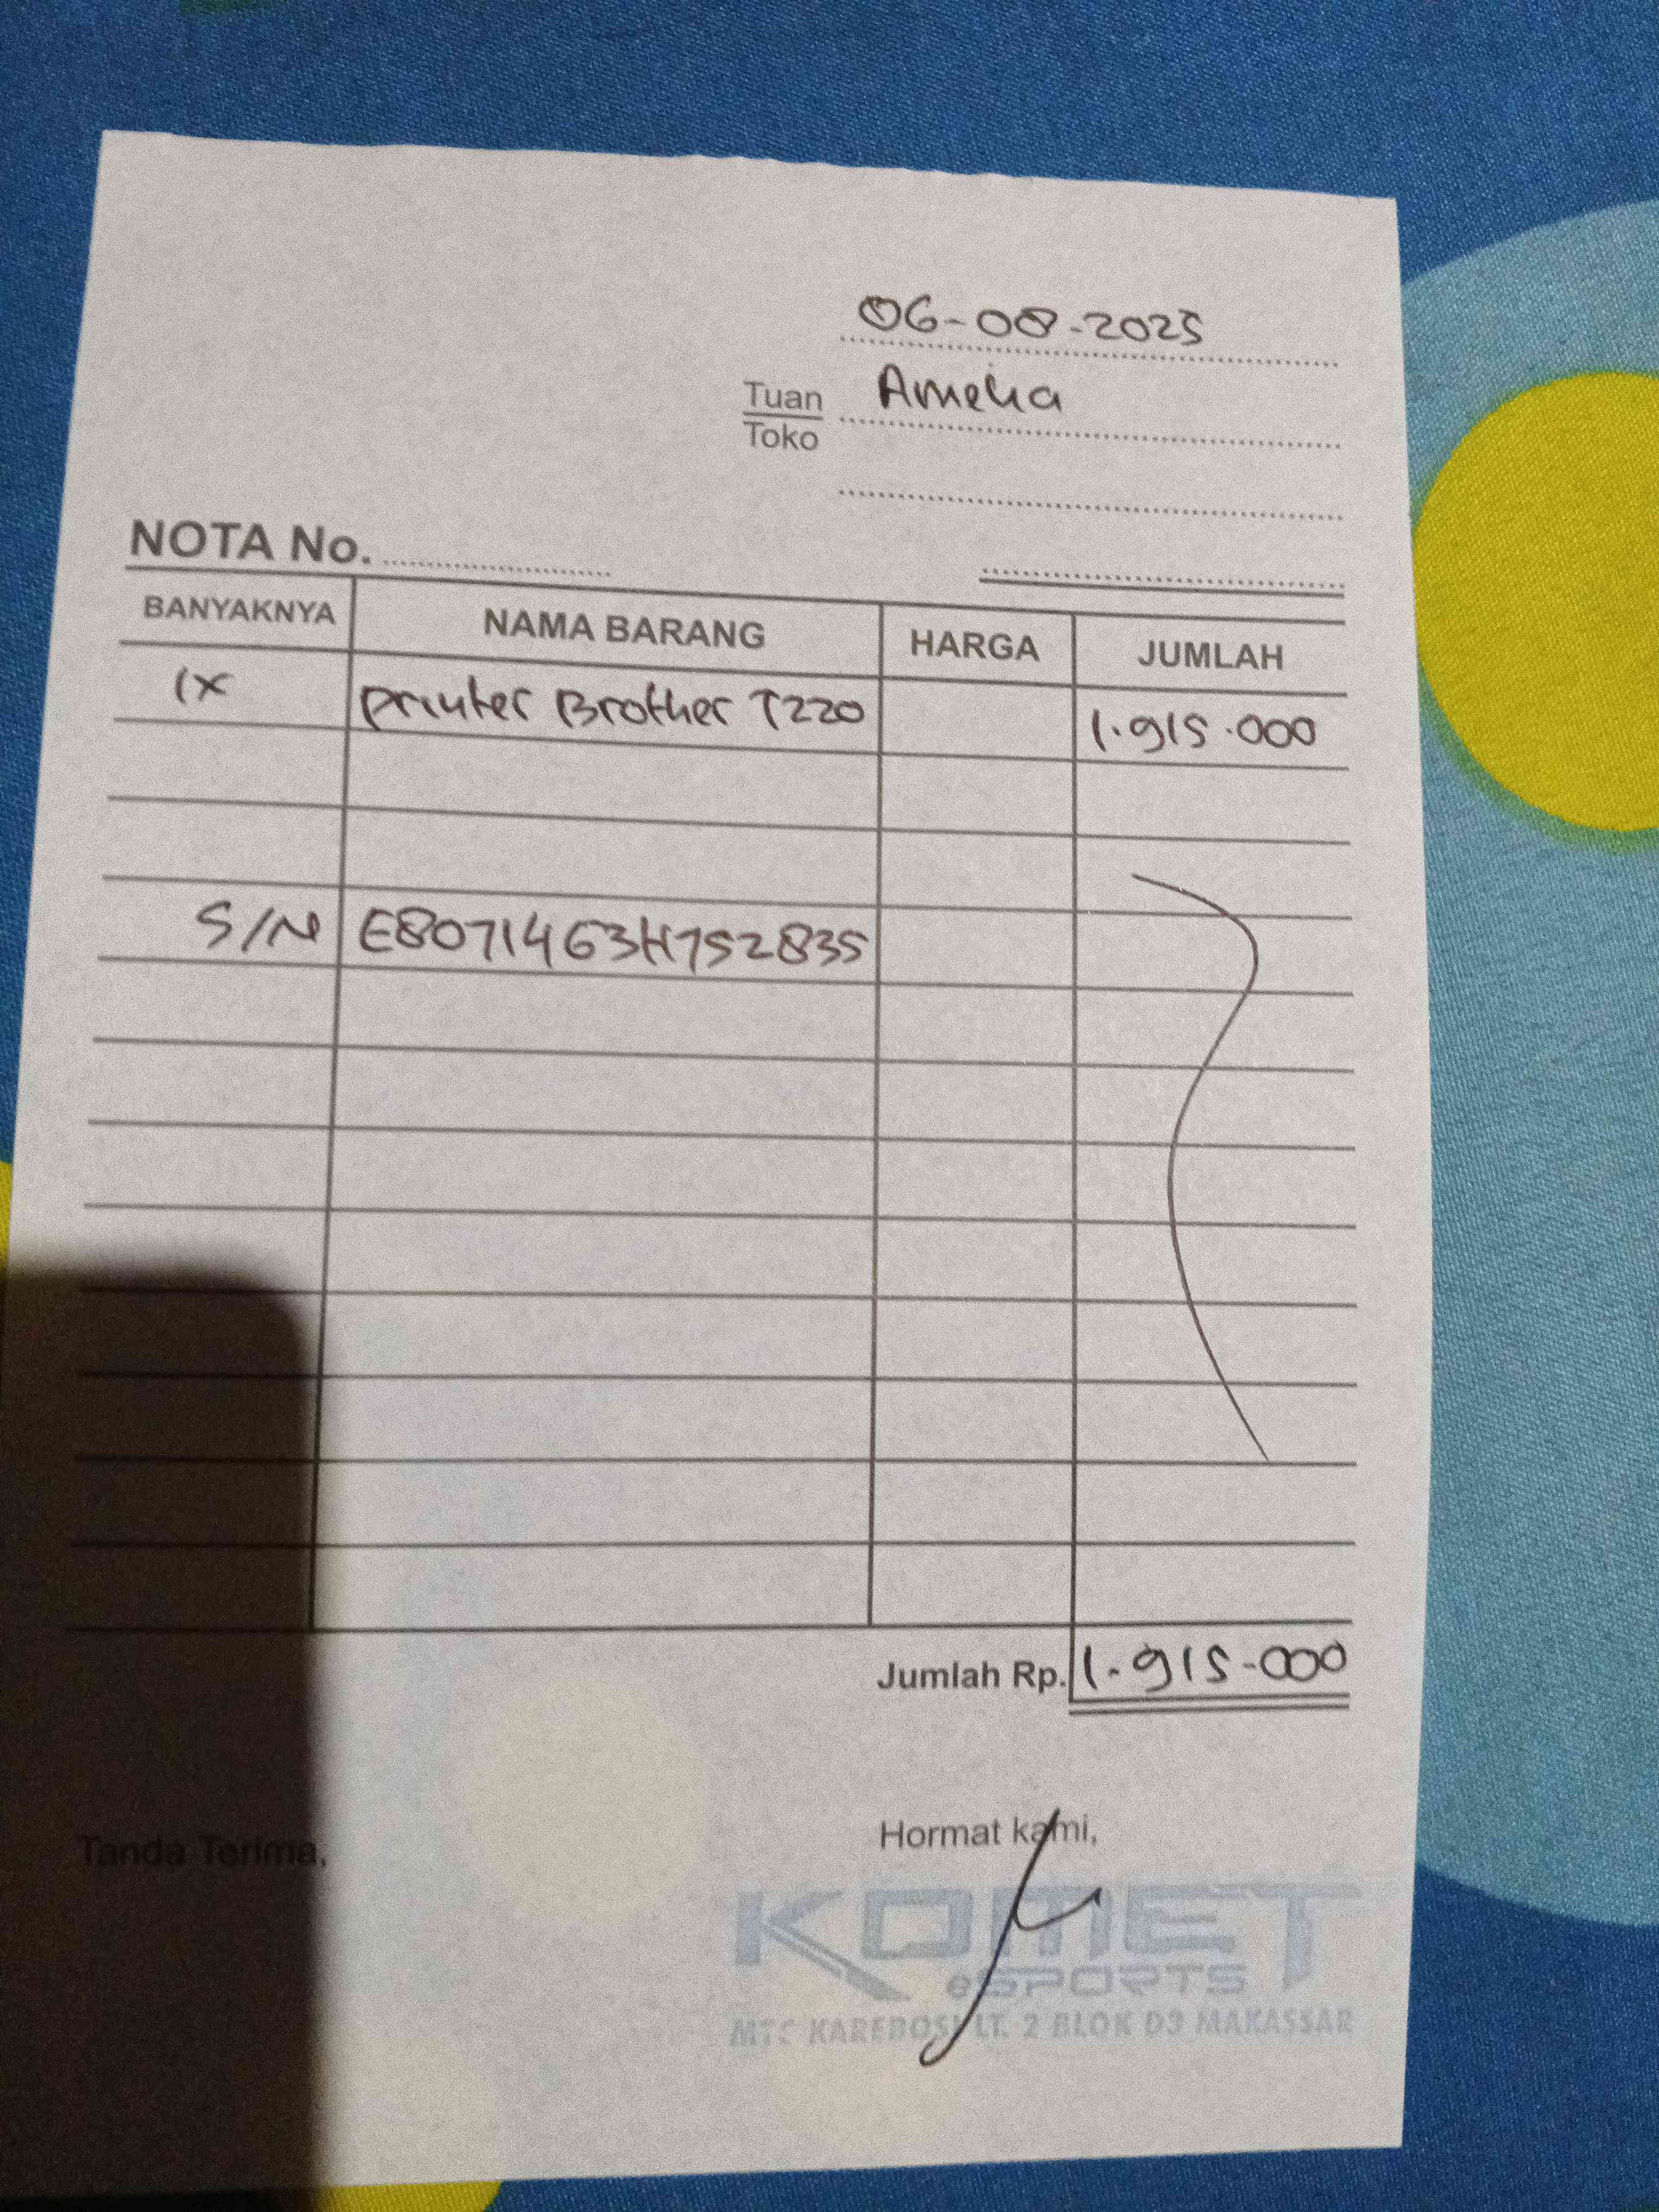 06-08-2025
Tuan Amelia
Toko
NOTA No.
BANYAKNYA NAMA BARANG HARGA JUMLAH
1x Printer Brother T220 1.915.000
S/N E8071463H752835
Jumlah Rp. 1.915.000
Tanda Terima, Hormat kami,
KOMET
eSPORTS
MTC KAREBOSI LT. 2 BLOK D3 MAKASSAR